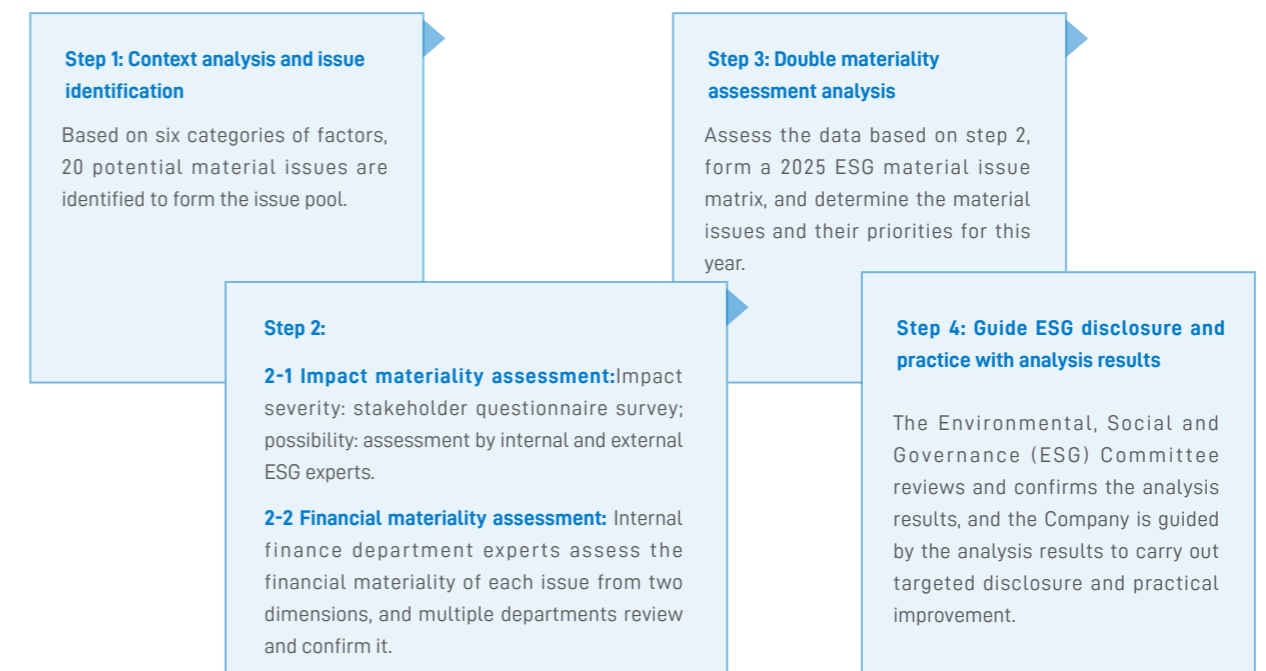 Step 1: Context analysis and issue
identification
Based on six categories of factors,
20 potential material issues are
identified to form the issue pool.
Step 2:
2-1 Impact materiality assessment:Impact
severity: stakeholder questionnaire survey;
possibility: assessment by internal and external
ESG experts.
2-2 Financial materiality assessment: Internal
finance department experts assess the
financial materiality of each issue from two
dimensions, and multiple departments review
and confirm it.
Step 3: Double materiality
assessment analysis
Assess the data based on step 2,
form a 2025 ESG material issue
matrix, and determine the material
issues and their priorities for this
year.
Step 4: Guide ESG disclosure and
practice with analysis results
The Environmental, Social and
Governance (ESG) Committee
reviews and confirms the analysis
results, and the Company is guided
by the analysis results to carry out
targeted disclosure and practical
improvement.